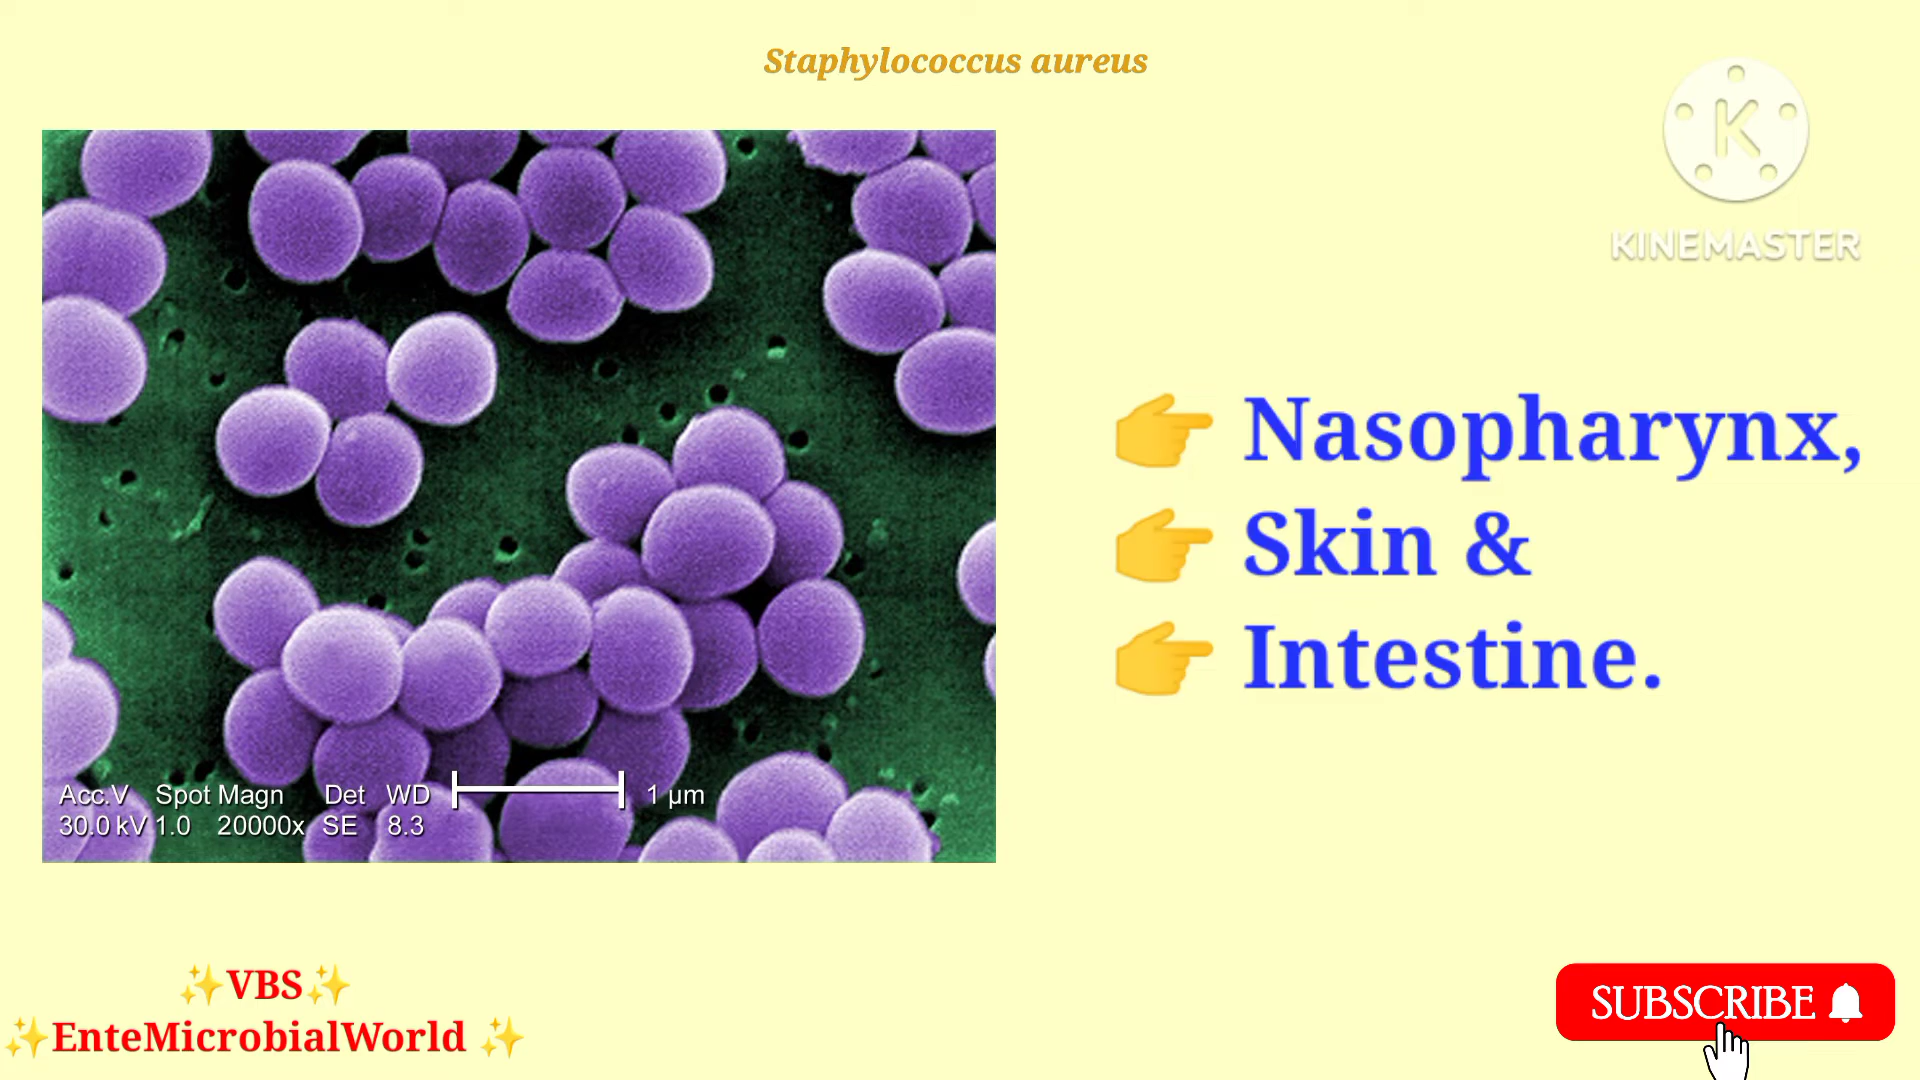 Staphylococcus aureus
K
KINEMASTER
👉 Nasopharynx,
👉 Skin &
👉 Intestine.
Acc.V Spot Magn Det WD 1 µm
30.0 kV 1.0 20000x SE 8.3
✨VBS✨
✨EnteMicrobialWorld ✨
SUBSCRIBE